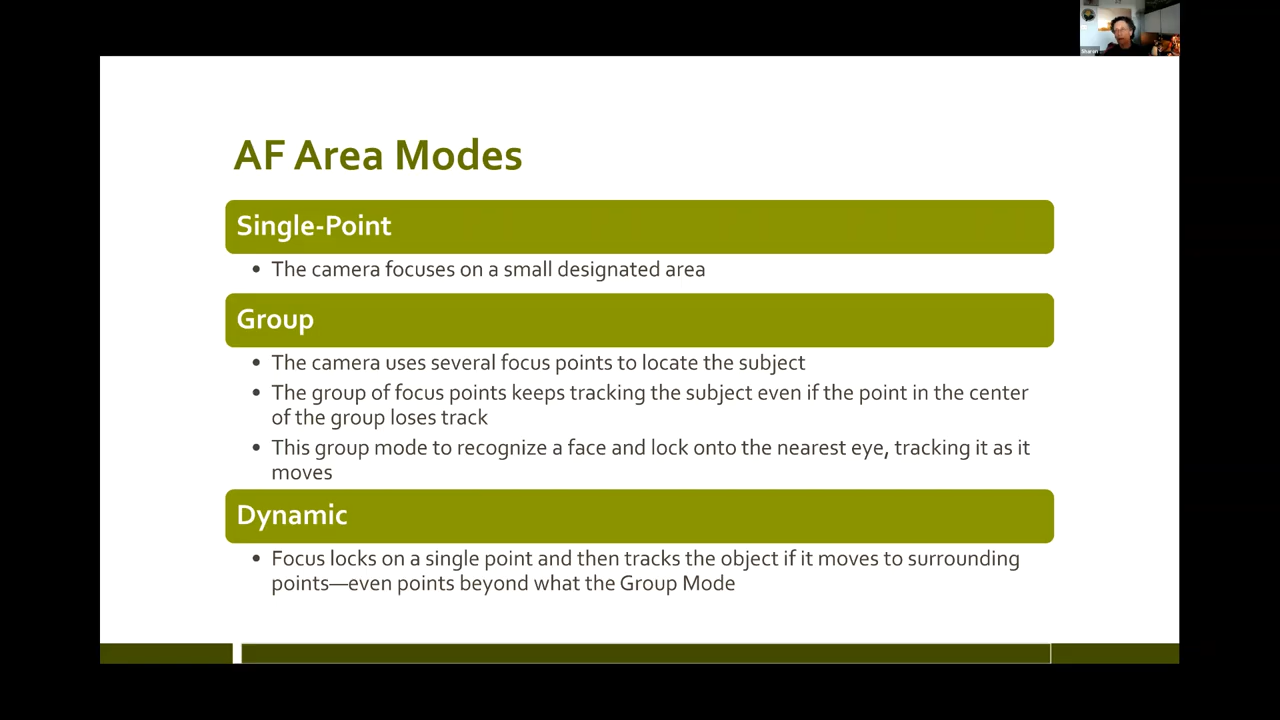 AF Area Modes
Single-Point
• The camera focuses on a small designated area
Group
• The camera uses several focus points to locate the subject
• The group of focus points keeps tracking the subject even if the point in the center
of the group loses track
• This group mode to recognize a face and lock onto the nearest eye, tracking it as it
moves
Dynamic
• Focus locks on a single point and then tracks the object if it moves to surrounding
points—even points beyond what the Group Mode